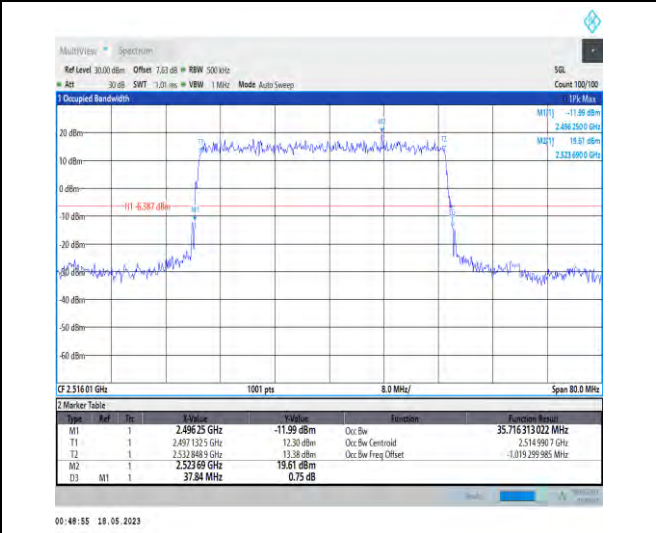 MultiView Spectrum
Ref Level 30.00 dBm Offset 7.63 dB RBW 500 kHz SGL
Att 30 dB SWT 1.01 ms VBW 1 MHz Mode Auto Sweep Count 100/100
1 Occupied Bandwidth 1Pk Max
M1[1] -11.99 dBm
2.496 2500 GHz
M2[1] 19.61 dBm
2.523 6900 GHz
M2
20 dBm
T1 T2
10 dBm
0 dBm
H1 -6.387 dBm
M1
-10 dBm
-20 dBm
-30 dBm
-40 dBm
-50 dBm
-60 dBm
CF 2.516 01 GHz 1001 pts 8.0 MHz/ Span 80.0 MHz
2 Marker Table
Type Ref Trc X-Value Y-Value Function Function Result
M1 1 2.496 25 GHz -11.99 dBm Occ Bw 35.716 313 022 MHz
T1 1 2.497 132 5 GHz 12.30 dBm Occ Bw Centroid 2.514 990 7 GHz
T2 1 2.532 848 9 GHz 13.38 dBm Occ Bw Freq Offset -1.019 299 985 MHz
M2 1 2.523 69 GHz 19.61 dBm
D3 M1 1 37.84 MHz 0.75 dB
00:48:55 18.05.2023